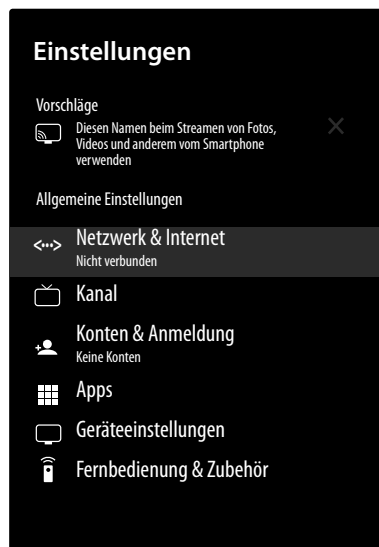 Einstellungen
Vorschläge
Diesen Namen beim Streamen von Fotos,
Videos und anderem vom Smartphone
verwenden
Allgemeine Einstellungen
Netzwerk & Internet
Nicht verbunden
Kanal
Konten & Anmeldung
Keine Konten
Apps
Geräteeinstellungen
Fernbedienung & Zubehör